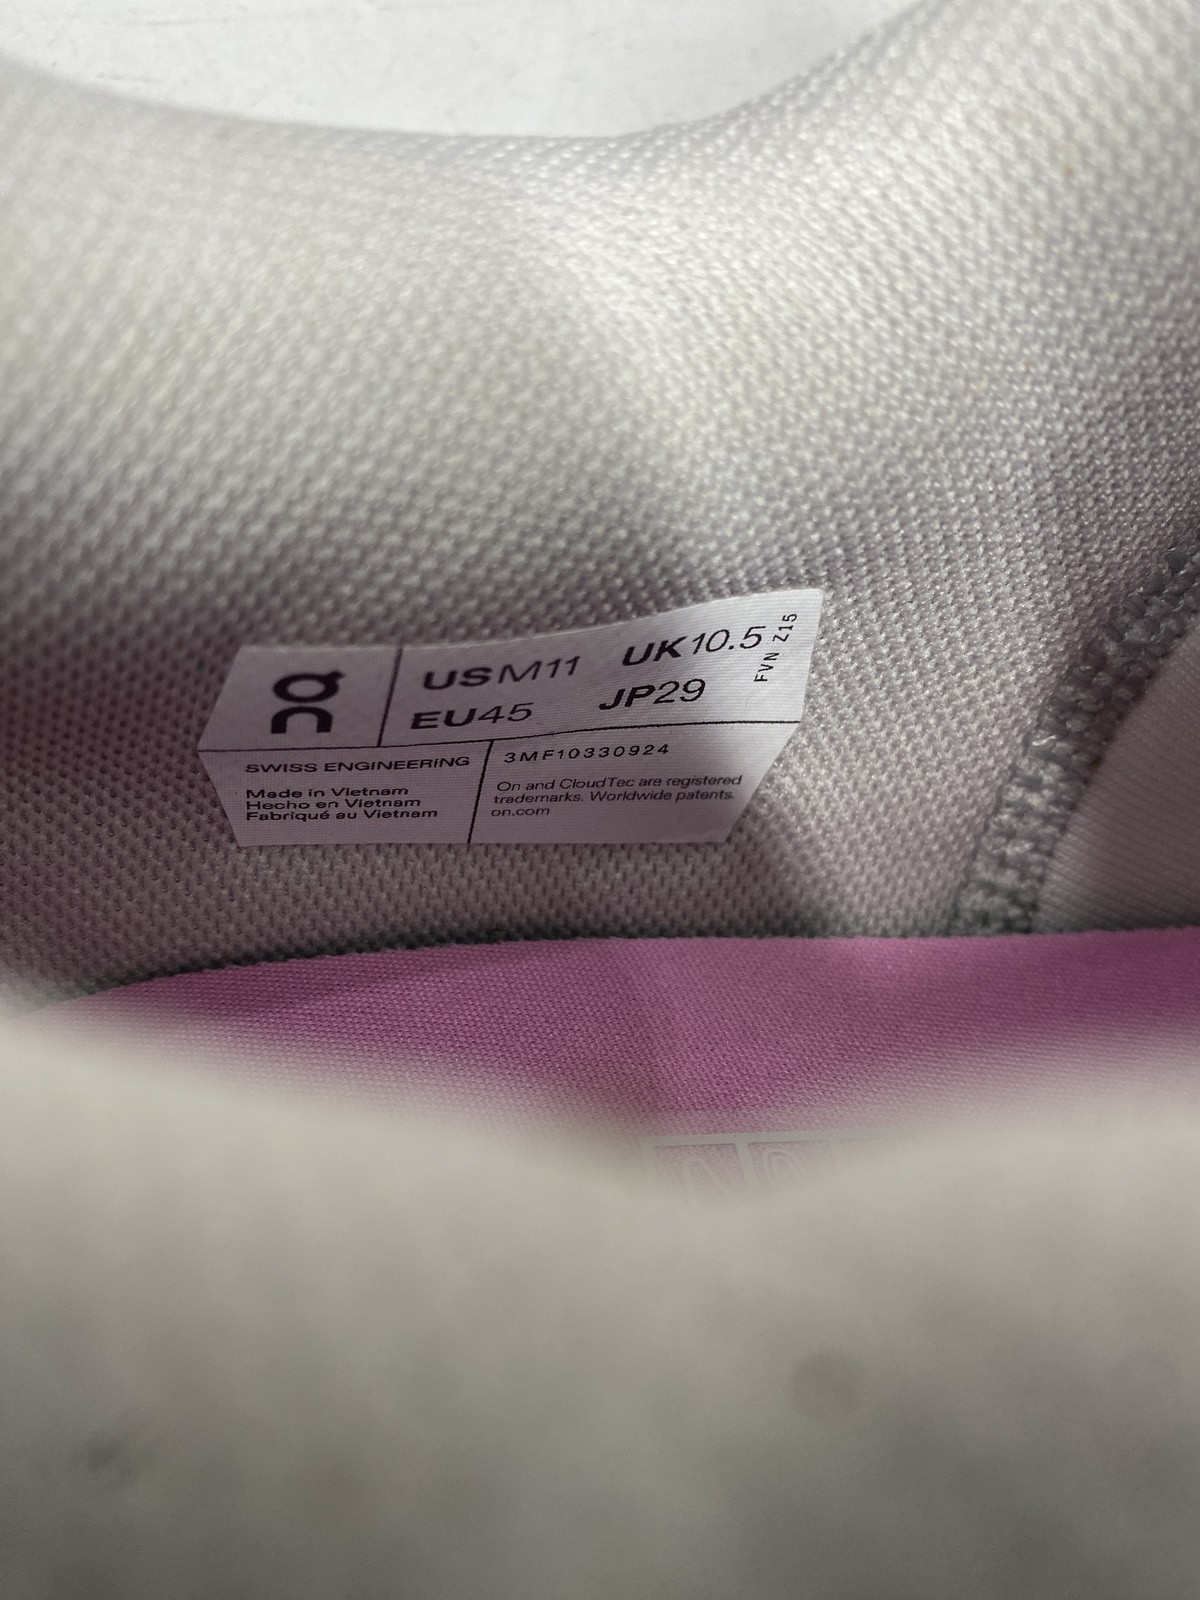 on
USM11 UK10.5
EU45 JP29
FVN Z15
SWISS ENGINEERING
Made in Vietnam
Hecho en Vietnam
Fabriqué au Vietnam
3MF10330924
On and CloudTec are registered
trademarks. Worldwide patents.
on.com